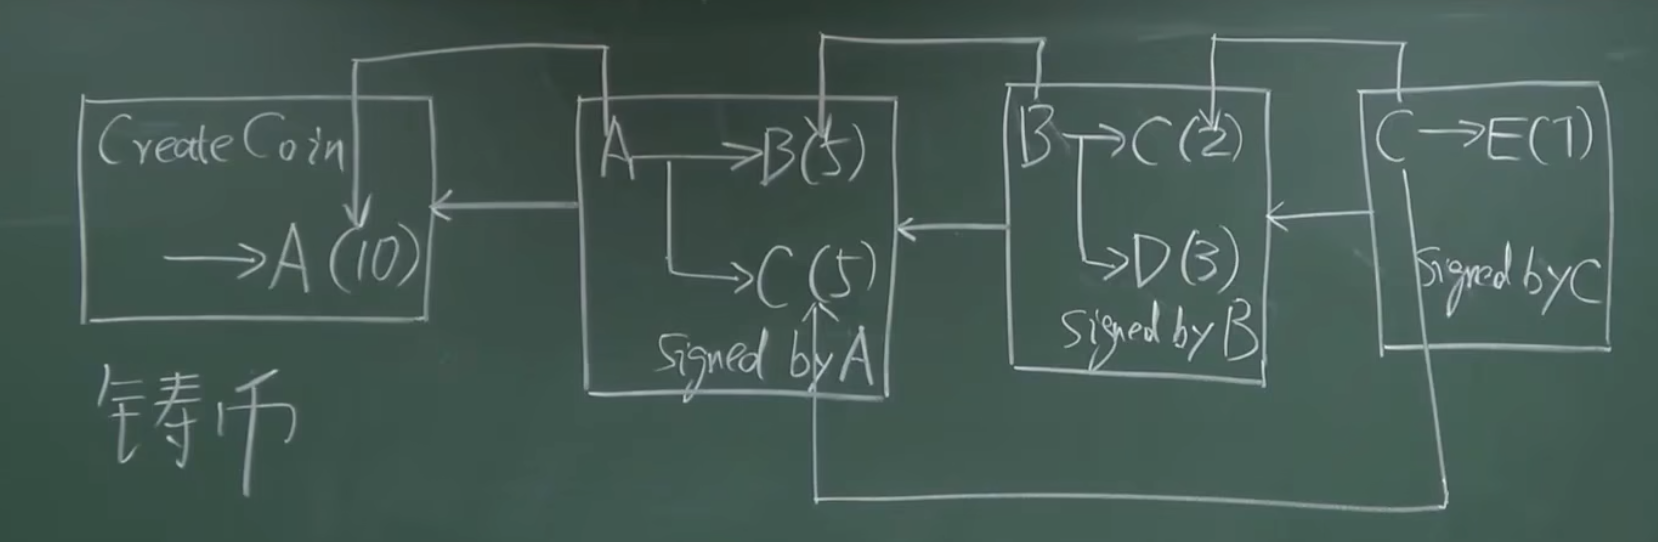 CreateCoin
→A(10)
铸币
A→B(5)
→C(5)
Signed by A
B→C(2)
→D(3)
Signed by B
C→E(7)
Signed by C